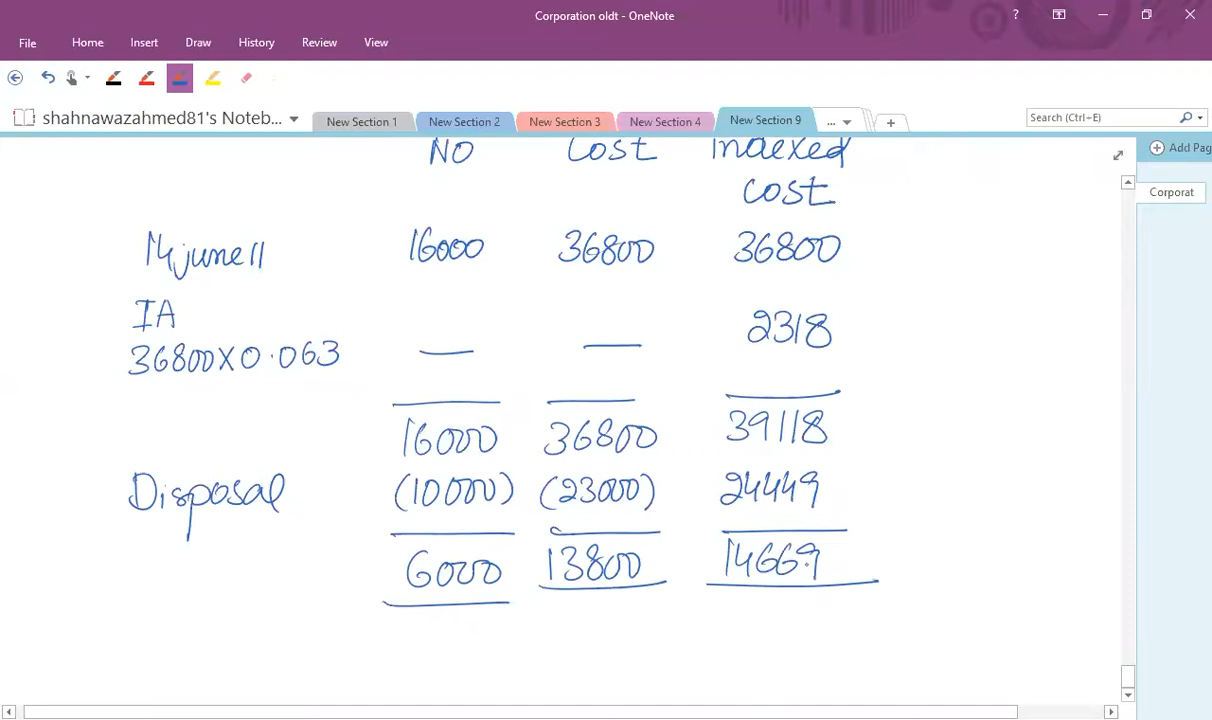 Corporation oldt - OneNote
?
File Home Insert Draw History Review View
shahnawazahmed81's Noteb... New Section 1 New Section 2 New Section 3 New Section 4 New Section 9 ... Search (Ctrl+E)
Add Pag
Corporat
NO Cost Indexed
cost
14june11 16000 36800 36800
IA
2318
36800X0.063 — —
16000 36800 39118
Disposal (10000) (23000) 24449
6000 13800 14669